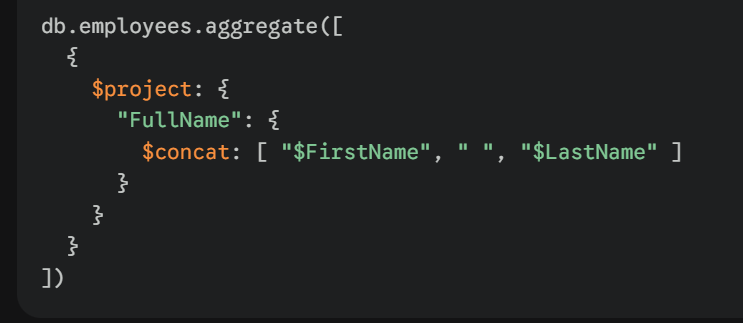 db.employees.aggregate([
  {
    $project: {
      "FullName": {
        $concat: [ "$FirstName", " ", "$LastName" ]
      }
    }
  }
])